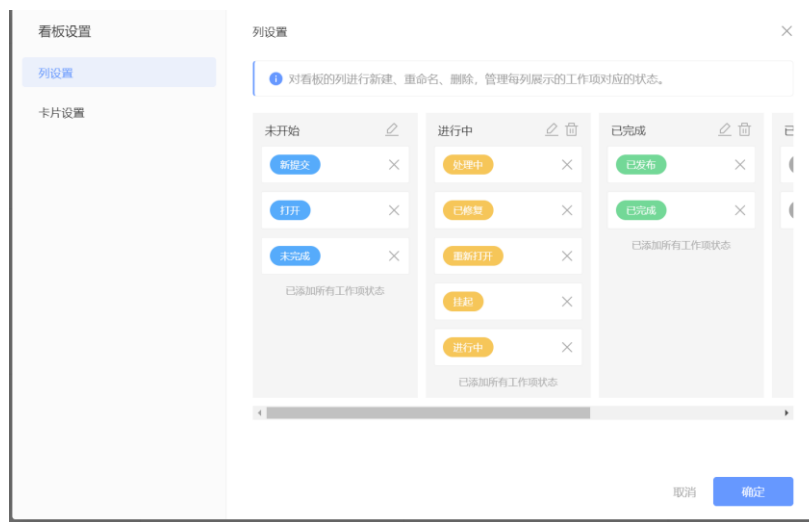 看板设置
列设置
卡片设置
列设置
对看板的列进行新建、重命名、删除，管理每列展示的工作项对应的状态。
未开始
新提交
打开
未完成
已添加所有工作项状态
进行中
处理中
已修复
重新打开
挂起
进行中
已添加所有工作项状态
已完成
已发布
已完成
已添加所有工作项状态
取消
确定